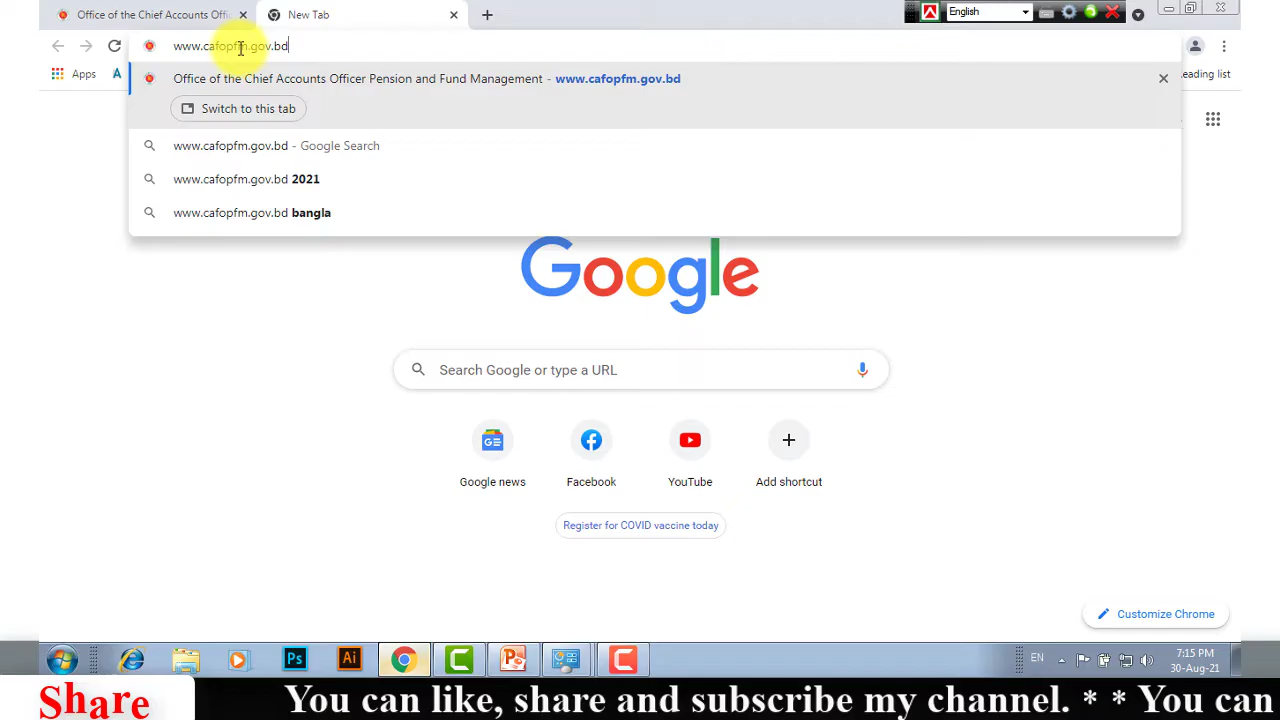 Office of the Chief Accounts Offi
New Tab
English
www.cafopfm.gov.bd
Apps
eading list
Office of the Chief Accounts Officer Pension and Fund Management - www.cafopfm.gov.bd
Switch to this tab
www.cafopfm.gov.bd - Google Search
www.cafopfm.gov.bd 2021
www.cafopfm.gov.bd bangla
Google
Search Google or type a URL
Google news
Facebook
YouTube
Add shortcut
Register for COVID vaccine today
Customize Chrome
Ps
Ai
EN
7:15 PM
30-Aug-21
Share
You can like, share and subscribe my channel. * * You can